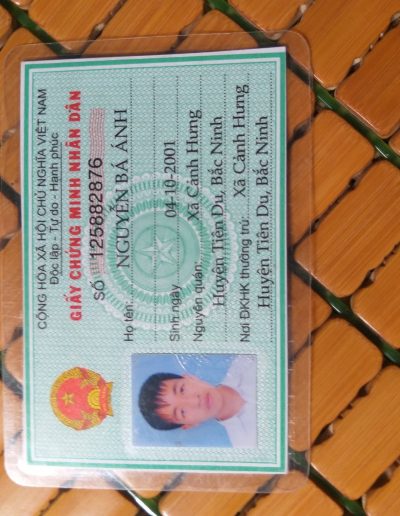 CỘNG HÒA XÃ HỘI CHỦ NGHĨA VIỆT NAM
Độc lập - Tự do - Hạnh phúc
GIẤY CHỨNG MINH NHÂN DÂN
SỐ 125882876
Họ tên: NGUYỄN BÁ ÁNH
Sinh ngày 04-10-2001
Nguyên quán: Xã Cảnh Hưng
Huyện Tiên Du, Bắc Ninh
Nơi ĐKHK thường trú: Xã Cảnh Hưng
Huyện Tiên Du, Bắc Ninh